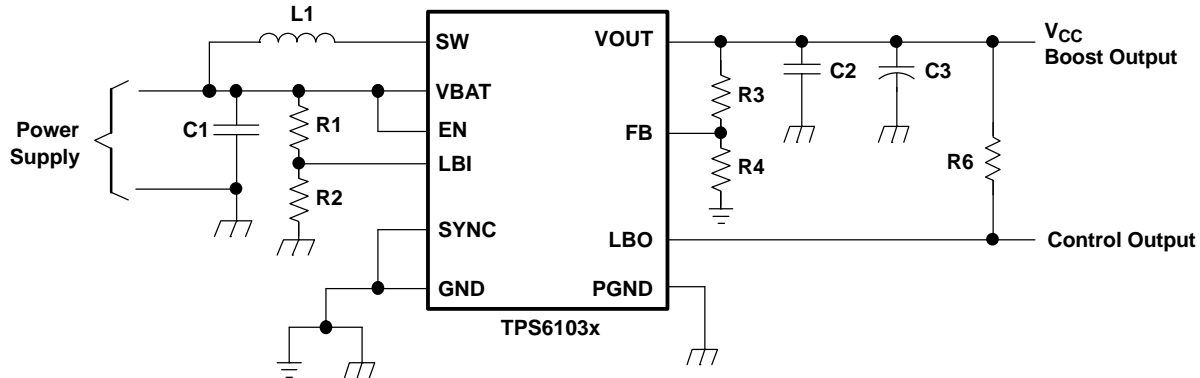 L1
SW
VOUT
VCC
Boost Output
C2
C3
R3
VBAT
Power
Supply
C1
R1
EN
FB
LBI
R4
R6
R2
SYNC
LBO
Control Output
GND
PGND
TPS6103x